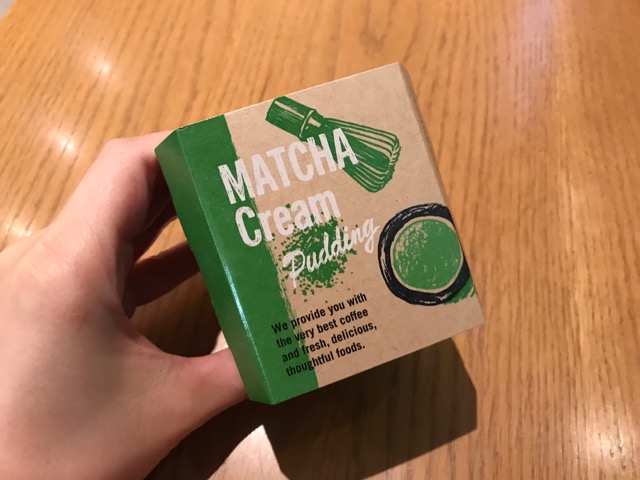 MATCHA
Cream
Pudding
We provide you with
the very best coffee
and fresh, delicious,
thoughtful foods.